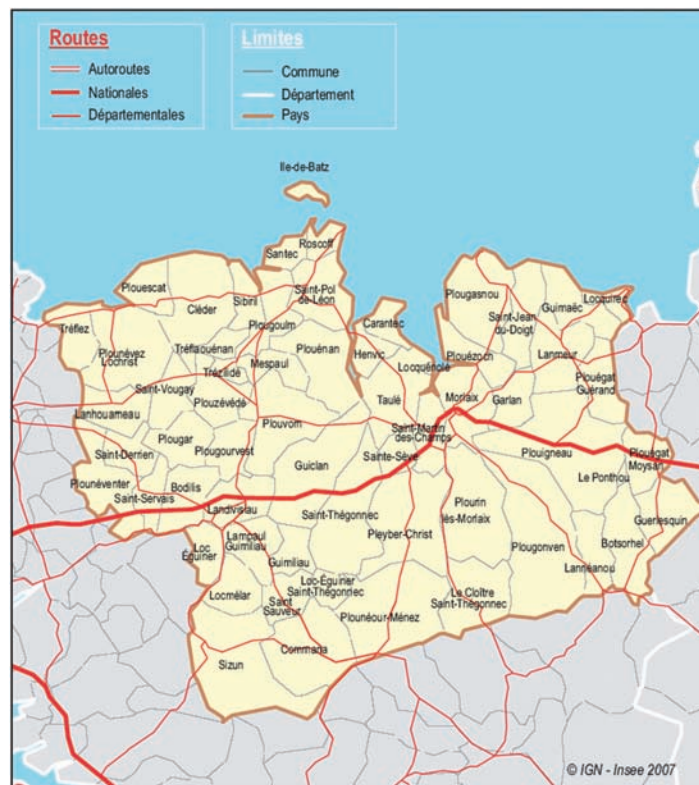 Routes
Autoroutes
Nationales
Départementales
Limites
Commune
Département
Pays
Ile-de-Batz
Roscoff
Santec
Plouescat
Saint-Pol
de-Léon
Sibiril
Cléder
Plougasnou
Locquirec
Guimaëc
Saint-Jean
du-Doigt
Tréflez
Plougoulm
Carantec
Tréflaouénan
Plouénan
Henvic
Plouézoch
Lanmeur
Plounévez
Lochrist
Mespaul
Trézilidé
Locquénolé
Plouégat
Guérand
Saint-Vougay
Plouzévédé
Taulé
Morlaix
Garlan
Lanhouarneau
Plouvorn
Saint-Martin
des-Champs
Plougar
Plougourvest
Saint-Derrien
Guiclan
Sainte-Sève
Plouigneau
Plouégat
Moysan
Le Ponthou
Plounéventer
Bodilis
Saint-Servais
Landivisiau
Saint-Thégonnec
Plourin
lès-Morlaix
Guerlesquin
Pleyber-Christ
Lampaul
Guimiliau
Loc
Éguiner
Plougonven
Botsorhel
Guimiliau
Lannéanou
Loc-Éguiner
Saint-Thégonnec
Locmélar
Saint
Sauveur
Le Cloître
Saint-Thégonnec
Plounéour-Ménez
Commana
Sizun
© IGN - Insee 2007